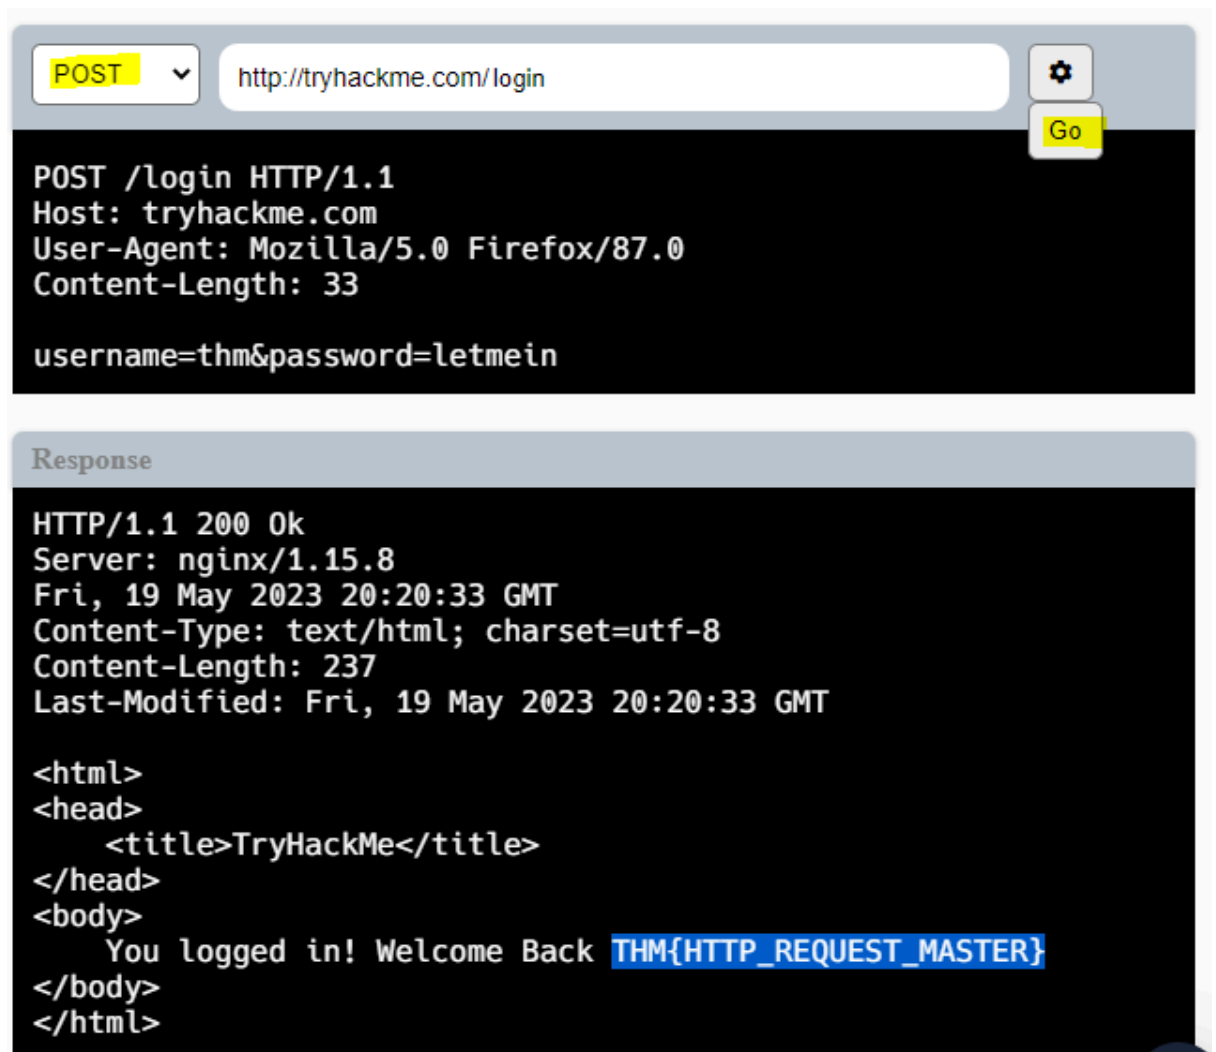 POST
http://tryhackme.com/login
Go
POST /login HTTP/1.1
Host: tryhackme.com
User-Agent: Mozilla/5.0 Firefox/87.0
Content-Length: 33
username=thm&password=letmein
Response
HTTP/1.1 200 Ok
Server: nginx/1.15.8
Fri, 19 May 2023 20:20:33 GMT
Content-Type: text/html; charset=utf-8
Content-Length: 237
Last-Modified: Fri, 19 May 2023 20:20:33 GMT
<html>
<head>
<title>TryHackMe</title>
</head>
<body>
You logged in! Welcome Back THM{HTTP_REQUEST_MASTER}
</body>
</html>